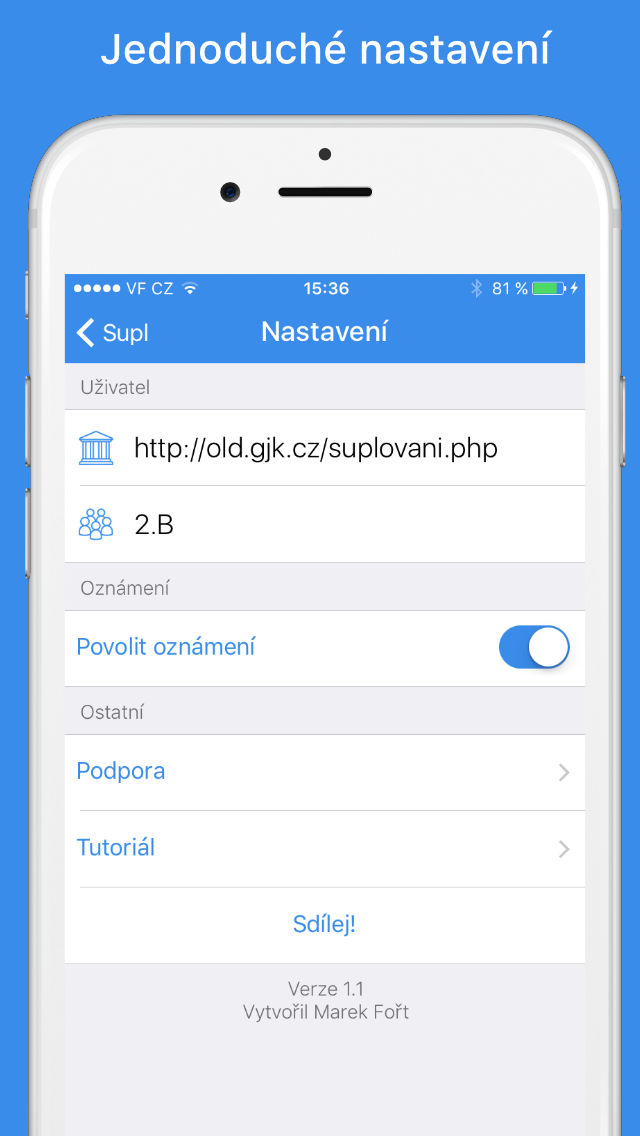 Jednoduché nastavení
VF CZ 15:36 81 %
Supl Nastavení
Uživatel
http://old.gjk.cz/suplovani.php
2.B
Oznámení
Povolit oznámení
Ostatní
Podpora
Tutoriál
Sdílej!
Verze 1.1
Vytvořil Marek Fořt